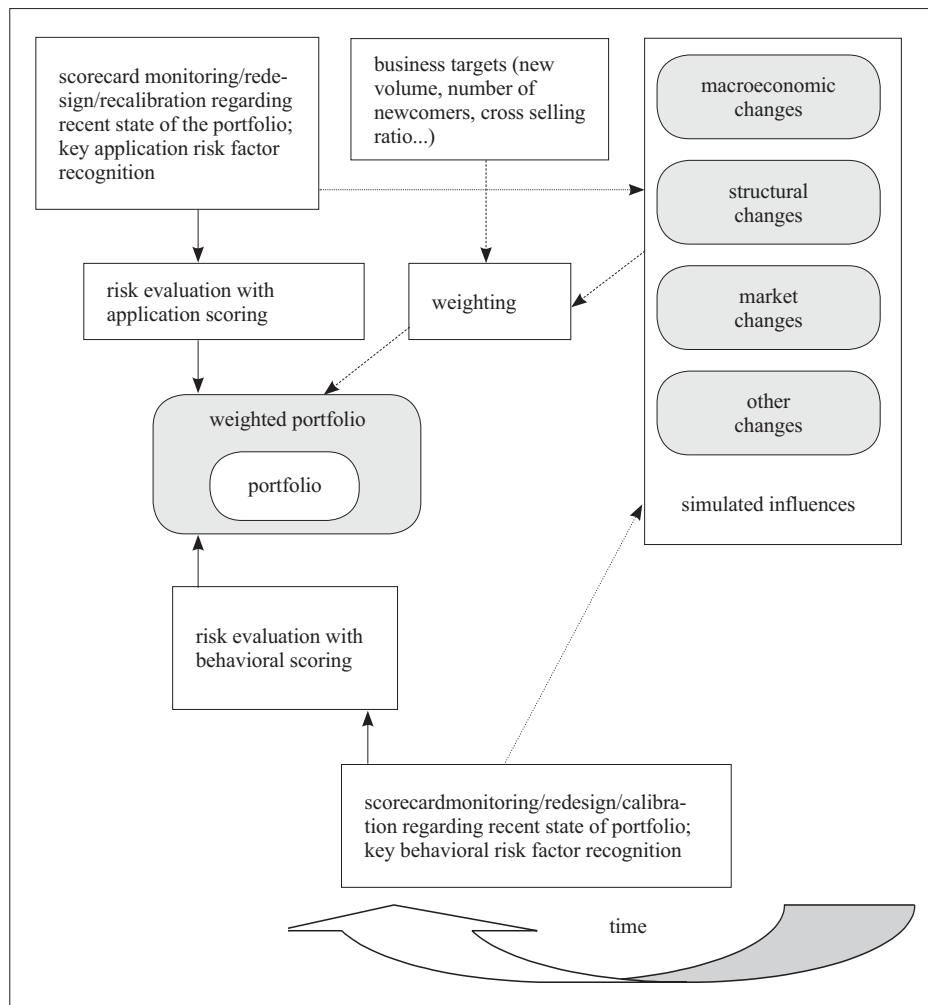 scorecard monitoring/rede-
sign/recalibration regarding
recent state of the portfolio;
key application risk factor
recognition
business targets (new
volume, number of
newcomers, cross selling
ratio...)
macroeconomic
changes
structural
changes
market
changes
other
changes
simulated influences
risk evaluation with
application scoring
weighting
weighted portfolio
portfolio
risk evaluation with
behavioral scoring
scorecardmonitoring/redesign/calibra-
tion regarding recent state of portfolio;
key behavioral risk factor recognition
time